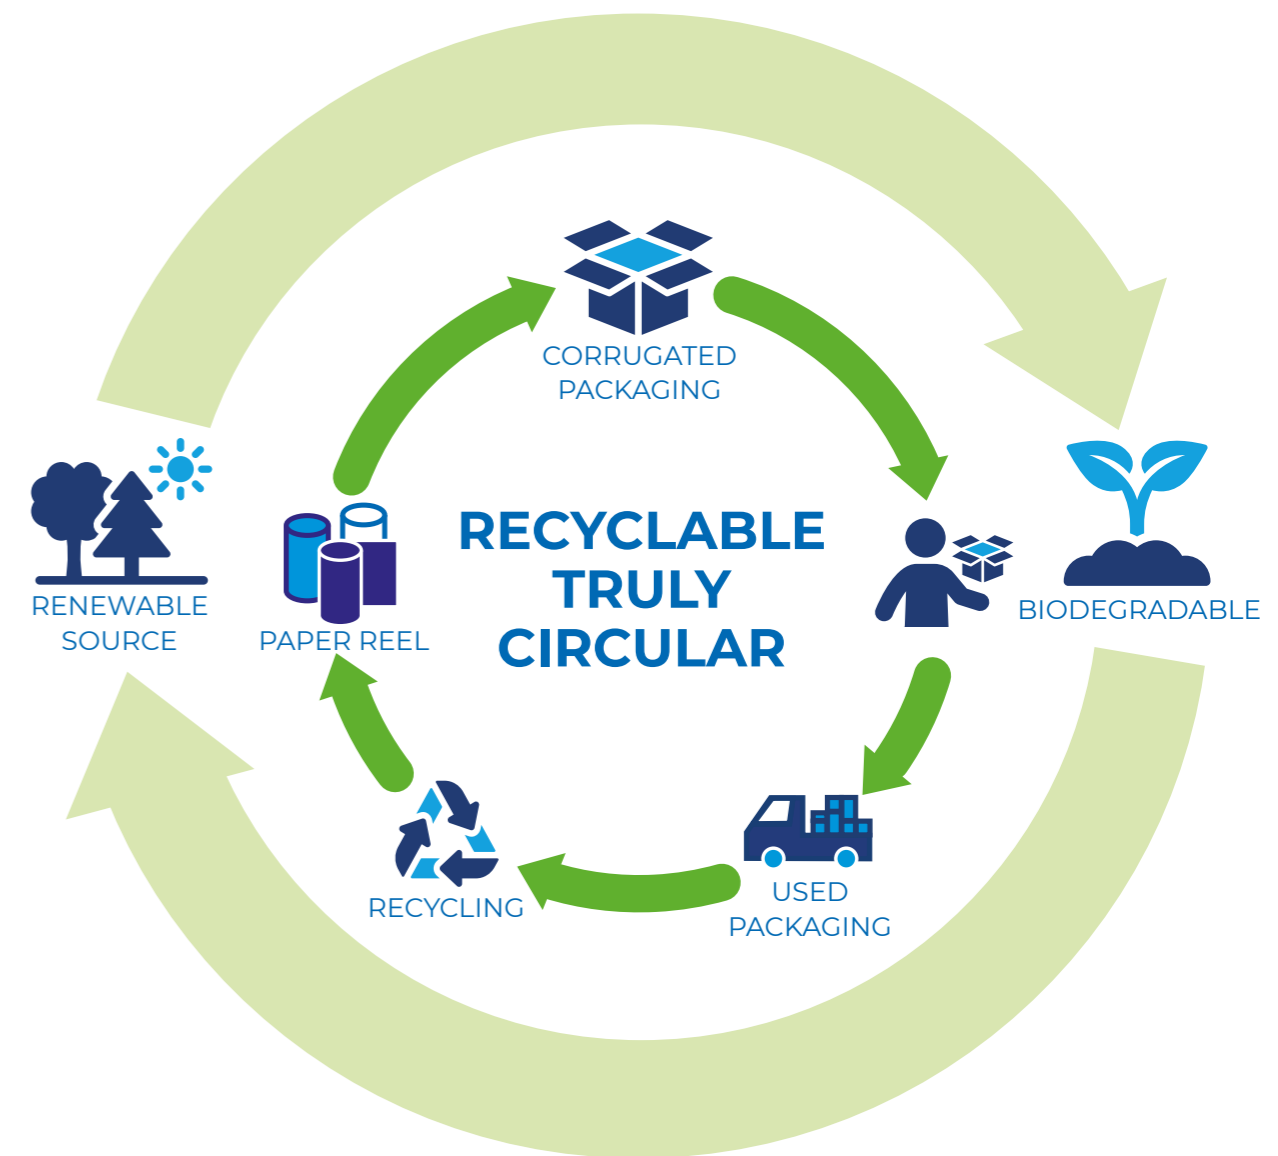 CORRUGATED
PACKAGING
RECYCLABLE
TRULY
CIRCULAR
RENEWABLE
SOURCE
PAPER REEL
BIODEGRADABLE
RECYCLING
USED
PACKAGING